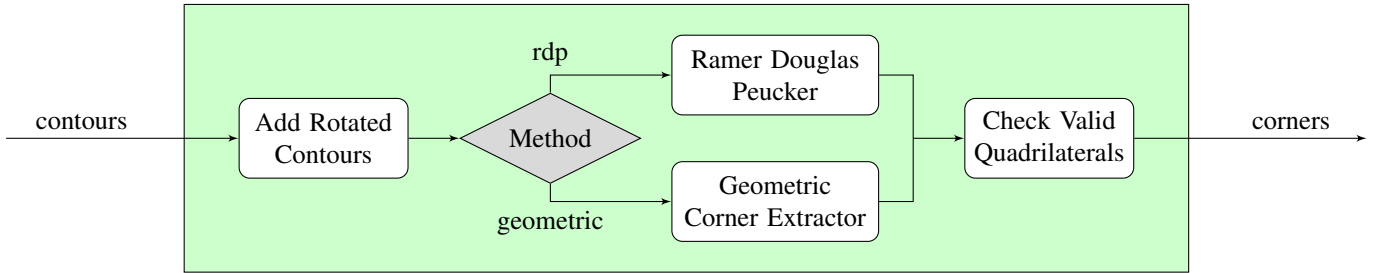 contours
Add Rotated
Contours
Method
rdp
Ramer Douglas
Peucker
geometric
Geometric
Corner Extractor
Check Valid
Quadrilaterals
corners